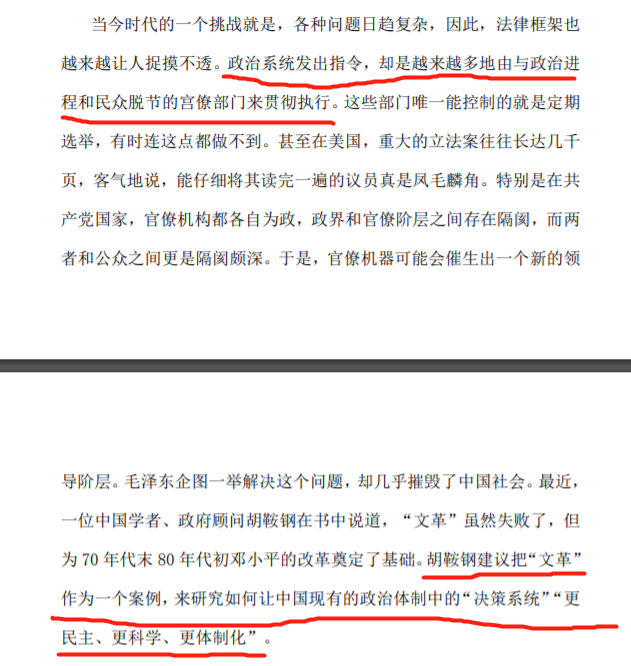 当今时代的一个挑战就是，各种问题日趋复杂，因此，法律框架也
越来越让人捉摸不透。政治系统发出指令，却是越来越多地由与政治进
程和民众脱节的宫僚部门来贯彻执行。这些部门唯一能控制的就是定期
选举，有时连这点都做不到。甚至在美国，重大的立法案往往长达几千
页，客气地说，能仔细将其读完一遍的议员真是凤毛麟角。特别是在共
产党国家，官僚机构都各自为政，政界和官僚阶层之间存在隔阂，而两
者和公众之间更是隔阂颇深。于是，官僚机器可能会催生出一个新的领
导阶层。毛泽东企图一举解决这个问题，却几乎摧毁了中国社会。最近，
一位中国学者、政府顾问胡鞍钢在书中说道，“文革”虽然失败了，但
为 70 年代末 80 年代初邓小平的改革奠定了基础。胡鞍钢建议把“文革”
作为一个案例，来研究如何让中国现有的政治体制中的“决策系统”“更
民主、更科学、更体制化”。